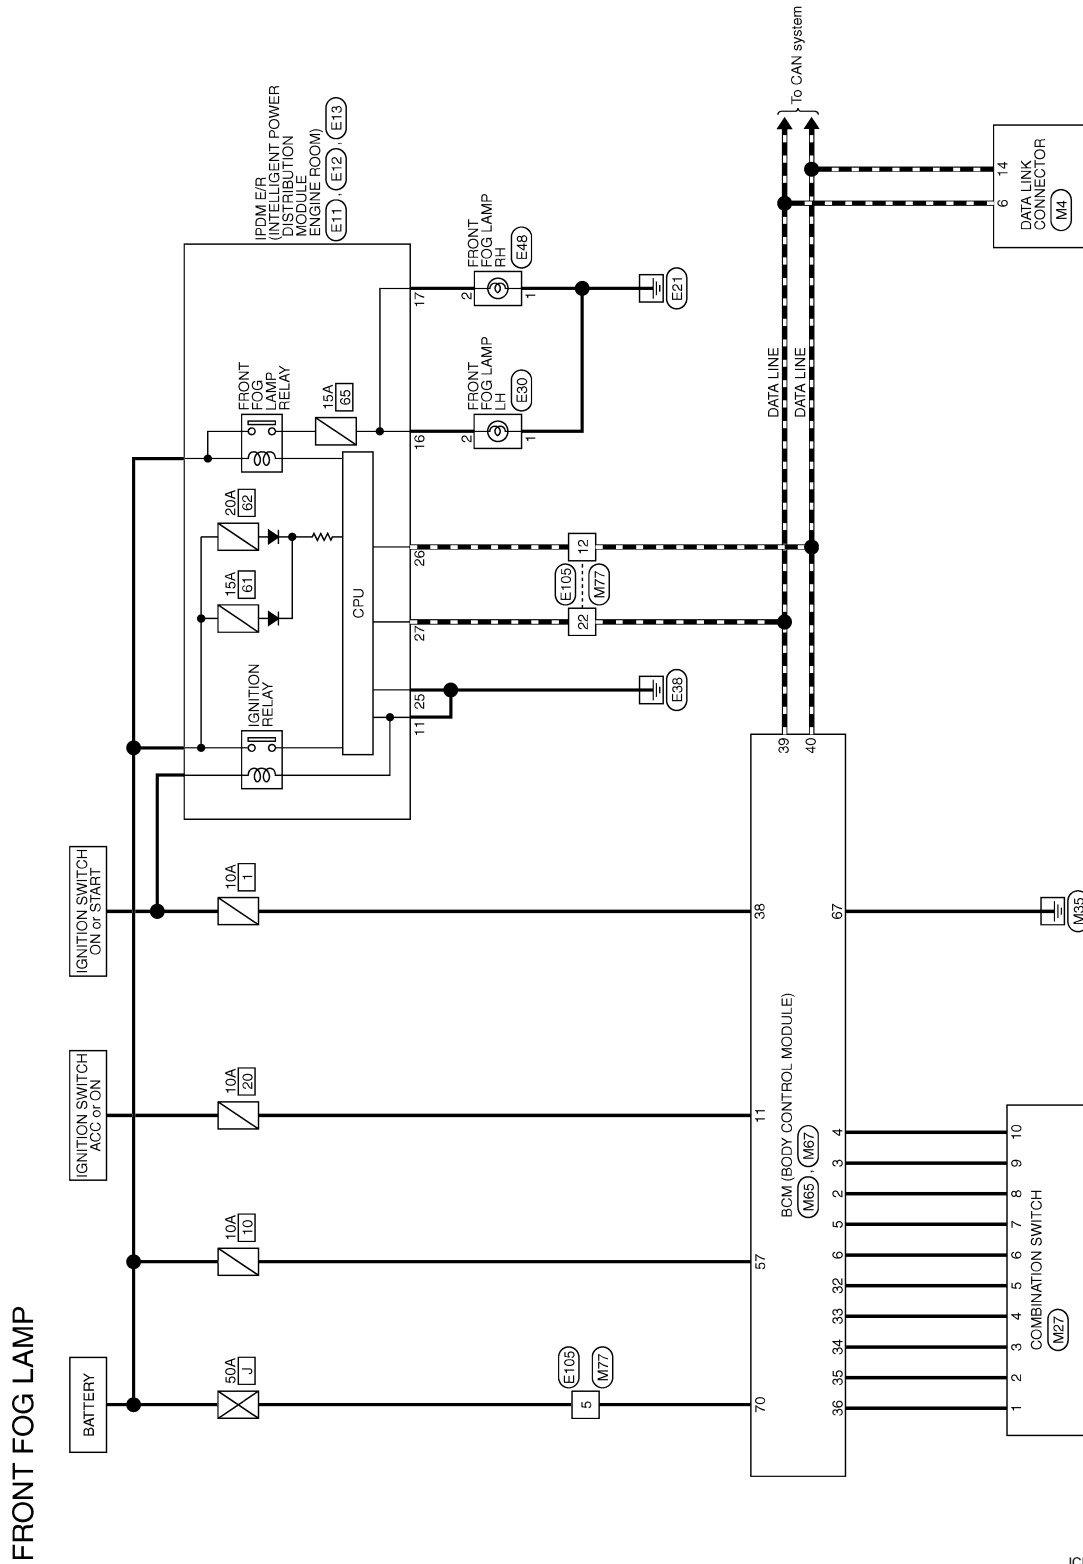 FRONT FOG LAMP
BATTERY
IGNITION SWITCH
ACC or ON
IGNITION SWITCH
ON or START
50A
J
10A
10
10A
20
10A
1
IGNITION
RELAY
15A
61
20A
62
FRONT
FOG
LAMP
RELAY
15A
65
CPU
IPDM E/R
(INTELLIGENT POWER
DISTRIBUTION
MODULE
ENGINE ROOM)
E11 , E12 , E13
11
25
27
26
16
17
2
FRONT
FOG LAMP
LH
E30
1
2
FRONT
FOG LAMP
RH
E48
1
5
E105
M77
22
E105
M77
12
E38
E21
DATA LINE
DATA LINE
To CAN system
70
57
11
38
39
40
BCM (BODY CONTROL MODULE)
M65 , M67
36
35
34
33
32
6
5
2
3
4
67
1
2
3
4
5
6
7
8
9
10
COMBINATION SWITCH
M27
M35
6
14
DATA LINK
CONNECTOR
M4